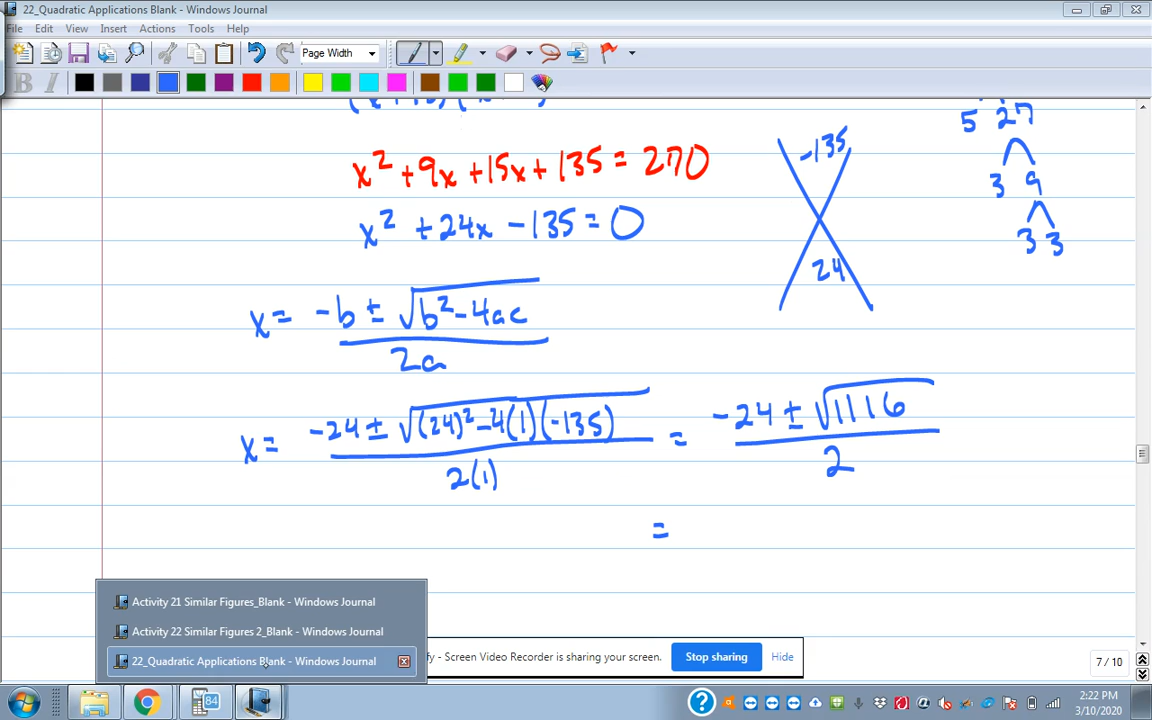 22_Quadratic Applications Blank - Windows Journal
File Edit View Insert Actions Tools Help
Page Width
B I
5 27
3 9
3 3
x² + 9x + 15x + 135 = 270
x² + 24x - 135 = 0
-135
24
x = -b ± √b² - 4ac
2a
x = -24 ± √(24)² - 4(1)(-135) = -24 ± √1116
2(1) 2
=
Activity 21 Similar Figures_Blank - Windows Journal
Activity 22 Similar Figures 2_Blank - Windows Journal
22_Quadratic Applications Blank - Windows Journal
fy - Screen Video Recorder is sharing your screen. Stop sharing Hide
7 / 10
84
2:22 PM
3/10/2020